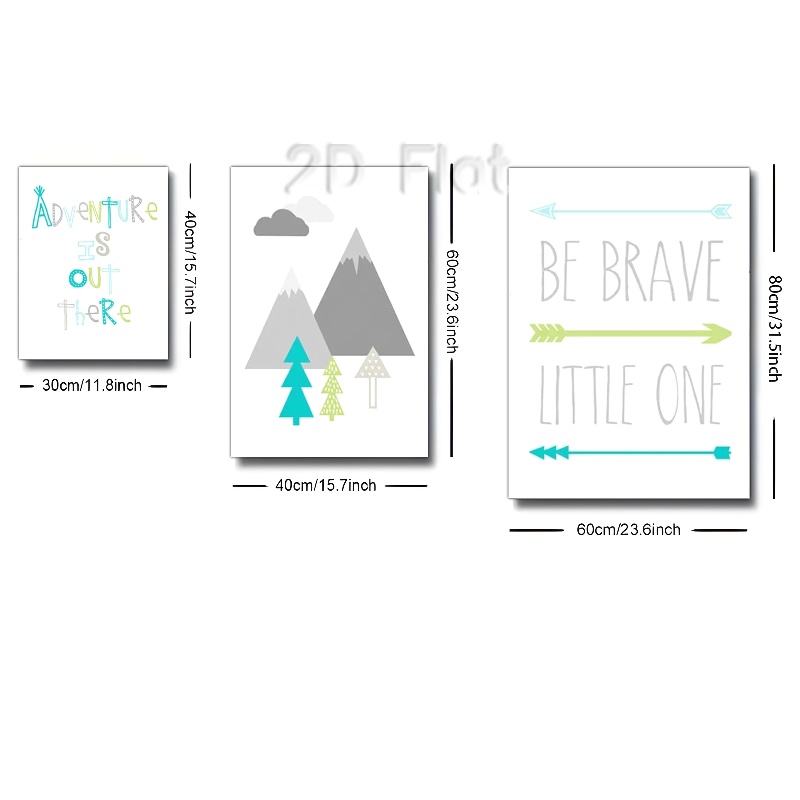 2D Flat
ADVENTURE
IS
OUT
THERE
40cm/15.7inch
30cm/11.8inch
60cm/23.6inch
40cm/15.7inch
BE BRAVE
LITTLE ONE
80cm/31.5inch
60cm/23.6inch